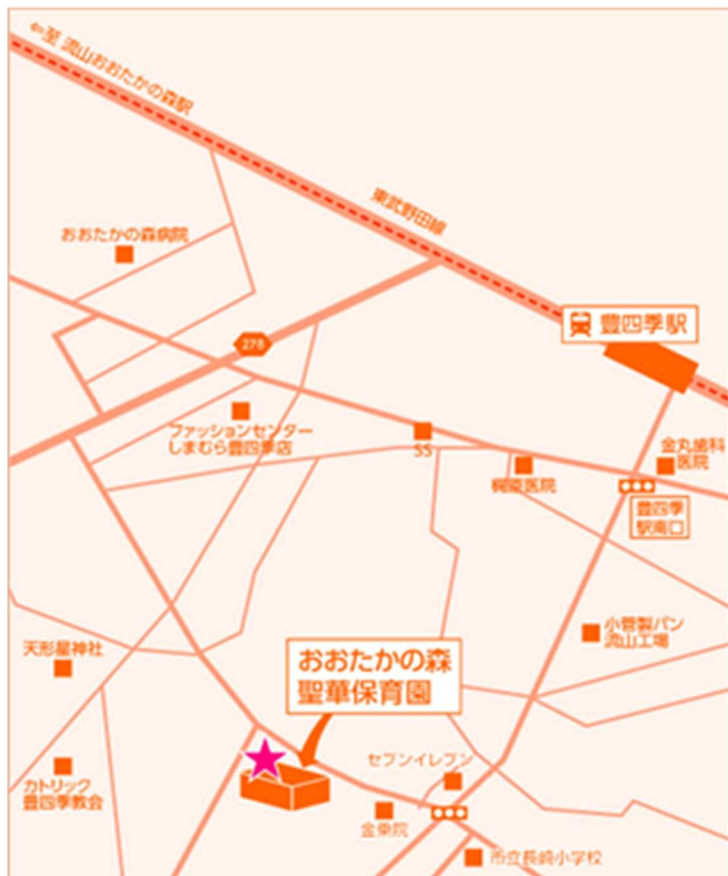 ←至 流山おおたかの森駅
東武野田線
おおたかの森病院
豊四季駅
278
ファッションセンター
しまむら豊四季店
SS
金丸歯科
医院
医院
豊四季
駅南口
小菅製パン
流山工場
天形星神社
おおたかの森
聖華保育園
セブンイレブン
カトリック
豊四季教会
金乗院
市立長崎小学校